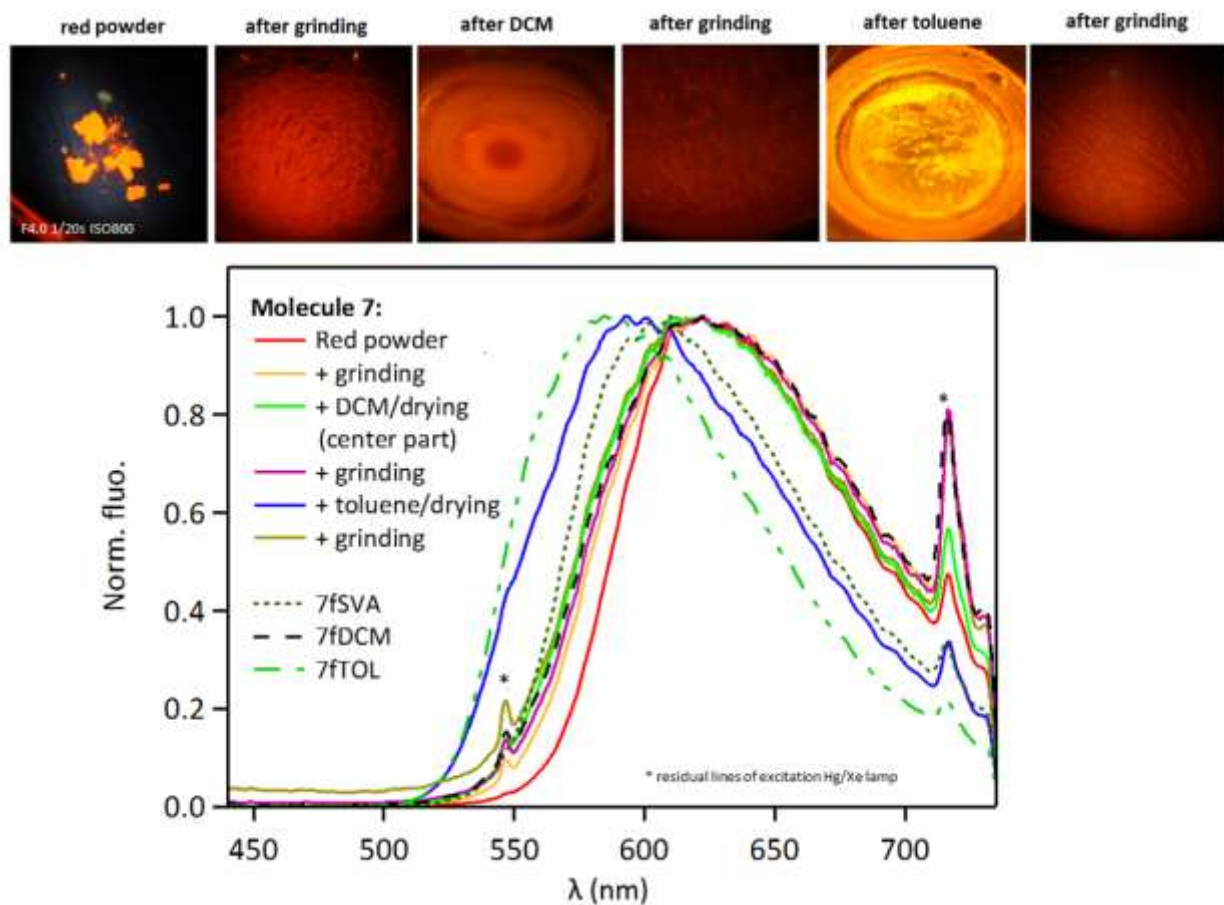 red powder after grinding after DCM after grinding after toluene after grinding
F4.0 1/20s ISO800
Molecule 7:
Red powder
+ grinding
+ DCM/drying
(center part)
+ grinding
+ toluene/drying
+ grinding
7fSVA
7fDCM
7fTOL
*
*
* residual lines of excitation Hg/Xe lamp
Norm. fluo.
1.0
0.8
0.6
0.4
0.2
0.0
450 500 550 600 650 700
λ (nm)